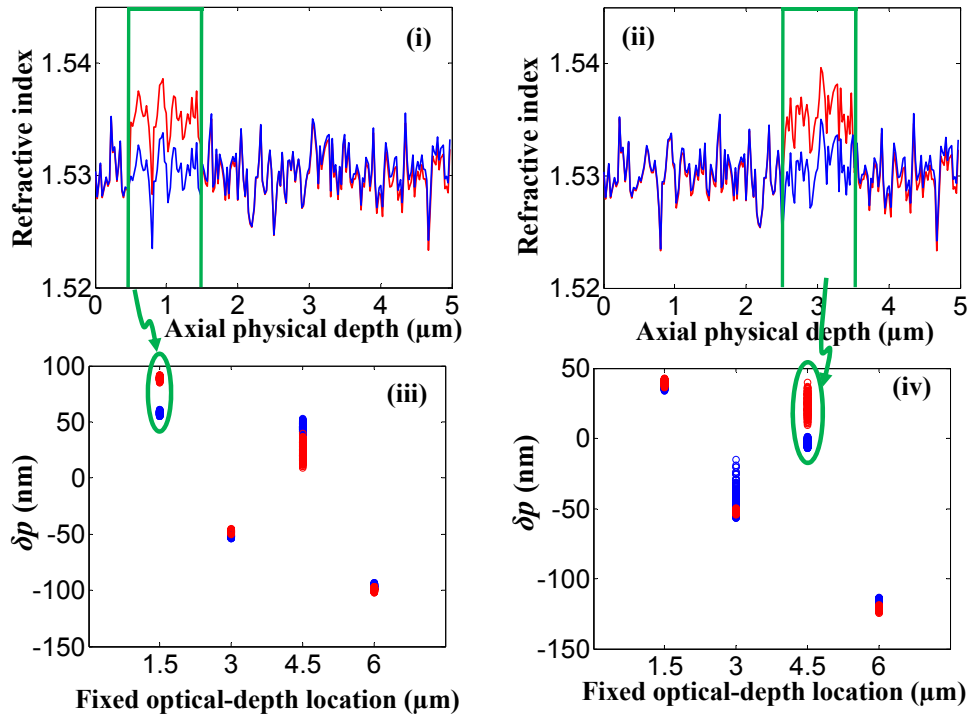 (i)
Refractive index
1.54
1.53
1.52
0 1 2 3 4 5
Axial physical depth (µm)
(ii)
Refractive index
1.54
1.53
1.52
0 1 2 3 4 5
Axial physical depth (µm)
(iii)
δp (nm)
100
50
0
-50
-100
-150
1.5 3 4.5 6
Fixed optical-depth location (µm)
(iv)
δp (nm)
50
0
-50
-100
-150
1.5 3 4.5 6
Fixed optical-depth location (µm)